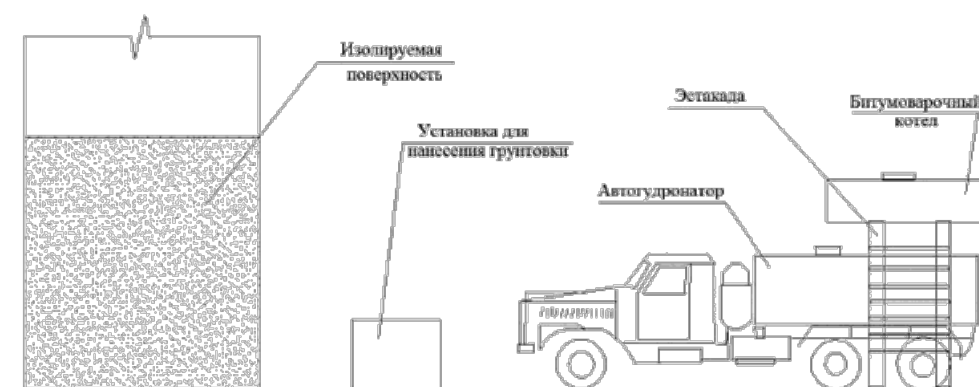 Изолируемая
поверхность
Установка для
нанесения грунтовки
Эстакада
Битумоварочный
котел
Автогудронатор